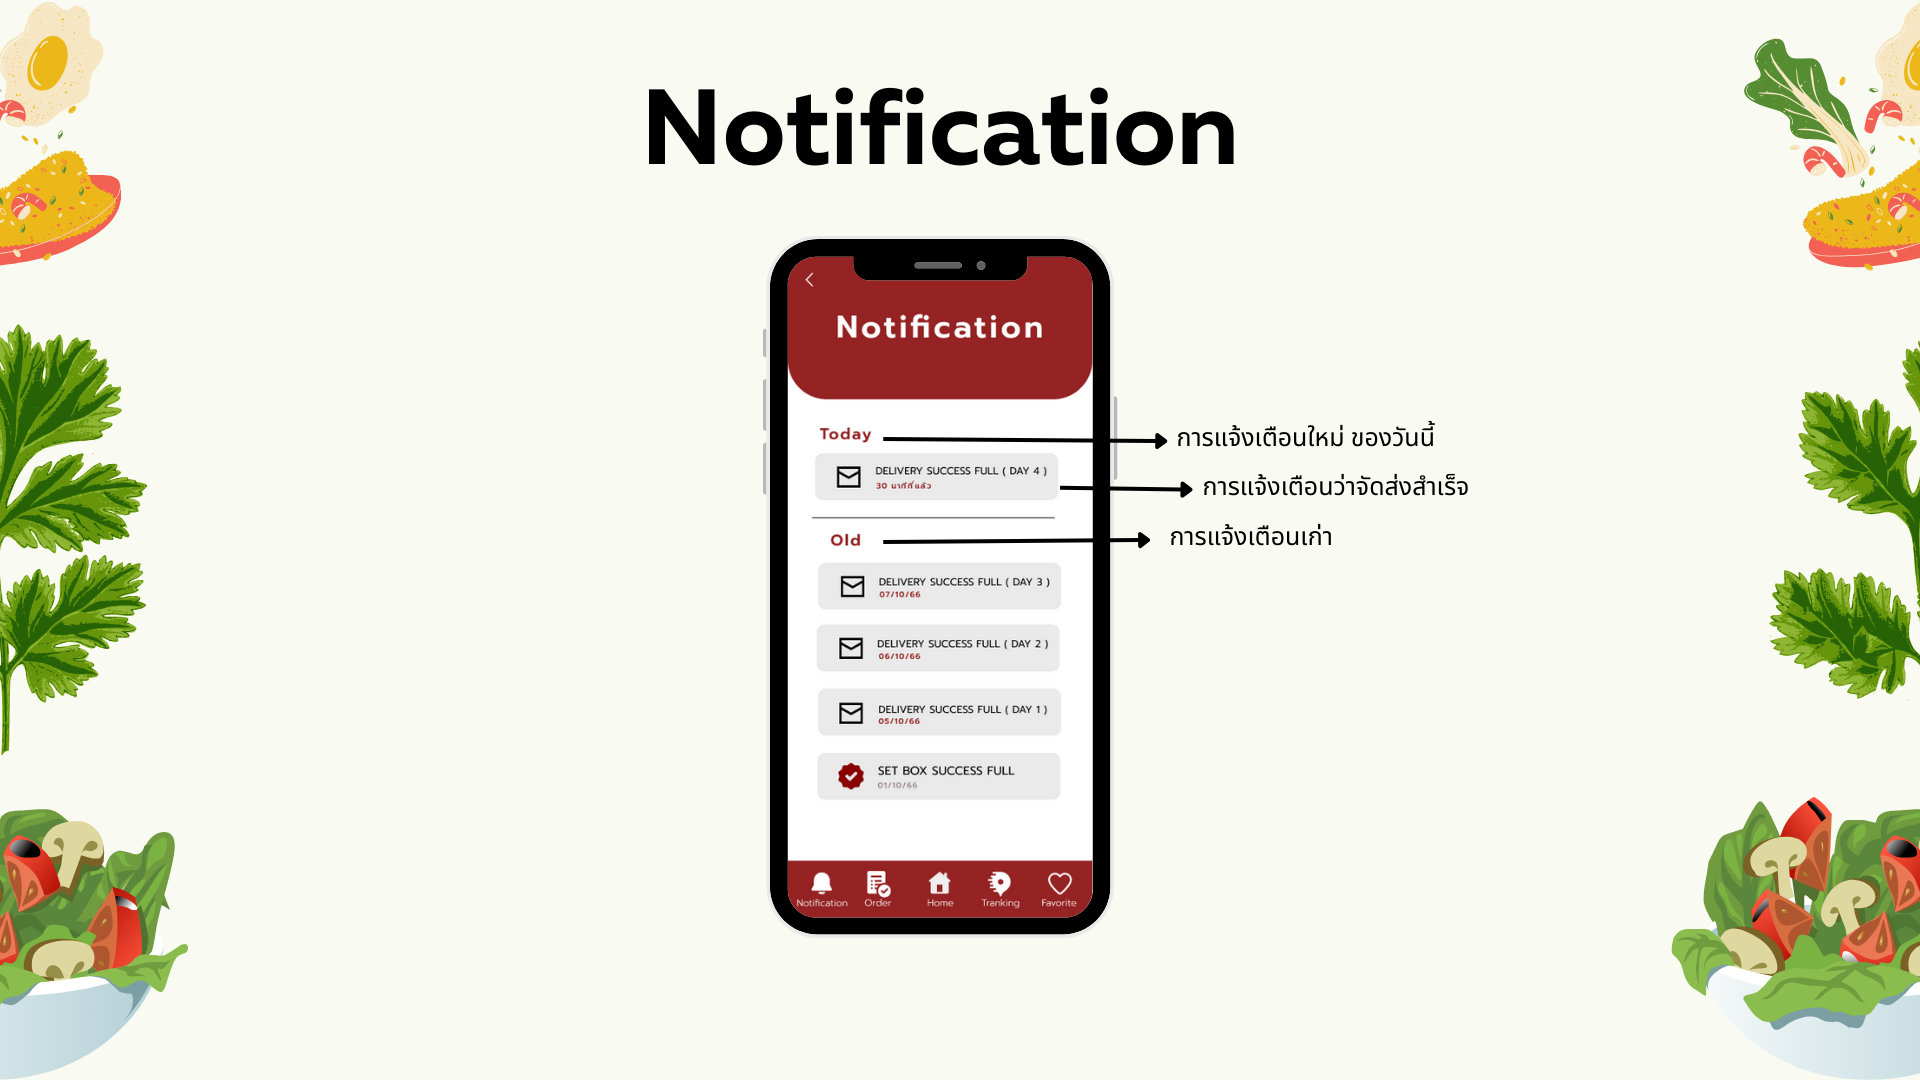 Notification
Notification
Today
การแจ้งเตือนใหม่ ของวันนี้
DELIVERY SUCCESS FULL ( DAY 4 )
30 นาทีที่แล้ว
การแจ้งเตือนว่าจัดส่งสำเร็จ
Old
การแจ้งเตือนเก่า
DELIVERY SUCCESS FULL ( DAY 3 )
07/10/66
DELIVERY SUCCESS FULL ( DAY 2 )
06/10/66
DELIVERY SUCCESS FULL ( DAY 1 )
05/10/66
SET BOX SUCCESS FULL
01/10/66
Notification Order Home Tranking Favorite